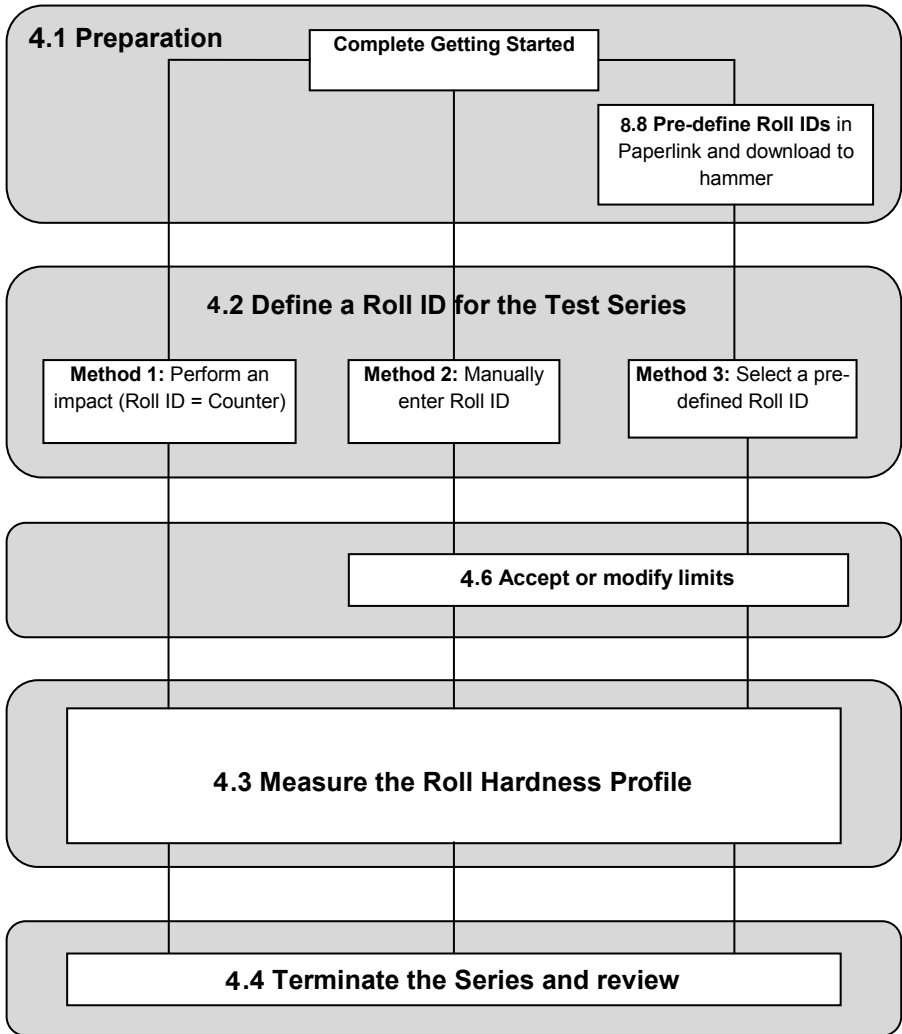 4.1 Preparation
Complete Getting Started
8.8 Pre-define Roll IDs in
Paperlink and download to
hammer
4.2 Define a Roll ID for the Test Series
Method 1: Perform an
impact (Roll ID = Counter)
Method 2: Manually
enter Roll ID
Method 3: Select a pre-
defined Roll ID
4.6 Accept or modify limits
4.3 Measure the Roll Hardness Profile
4.4 Terminate the Series and review